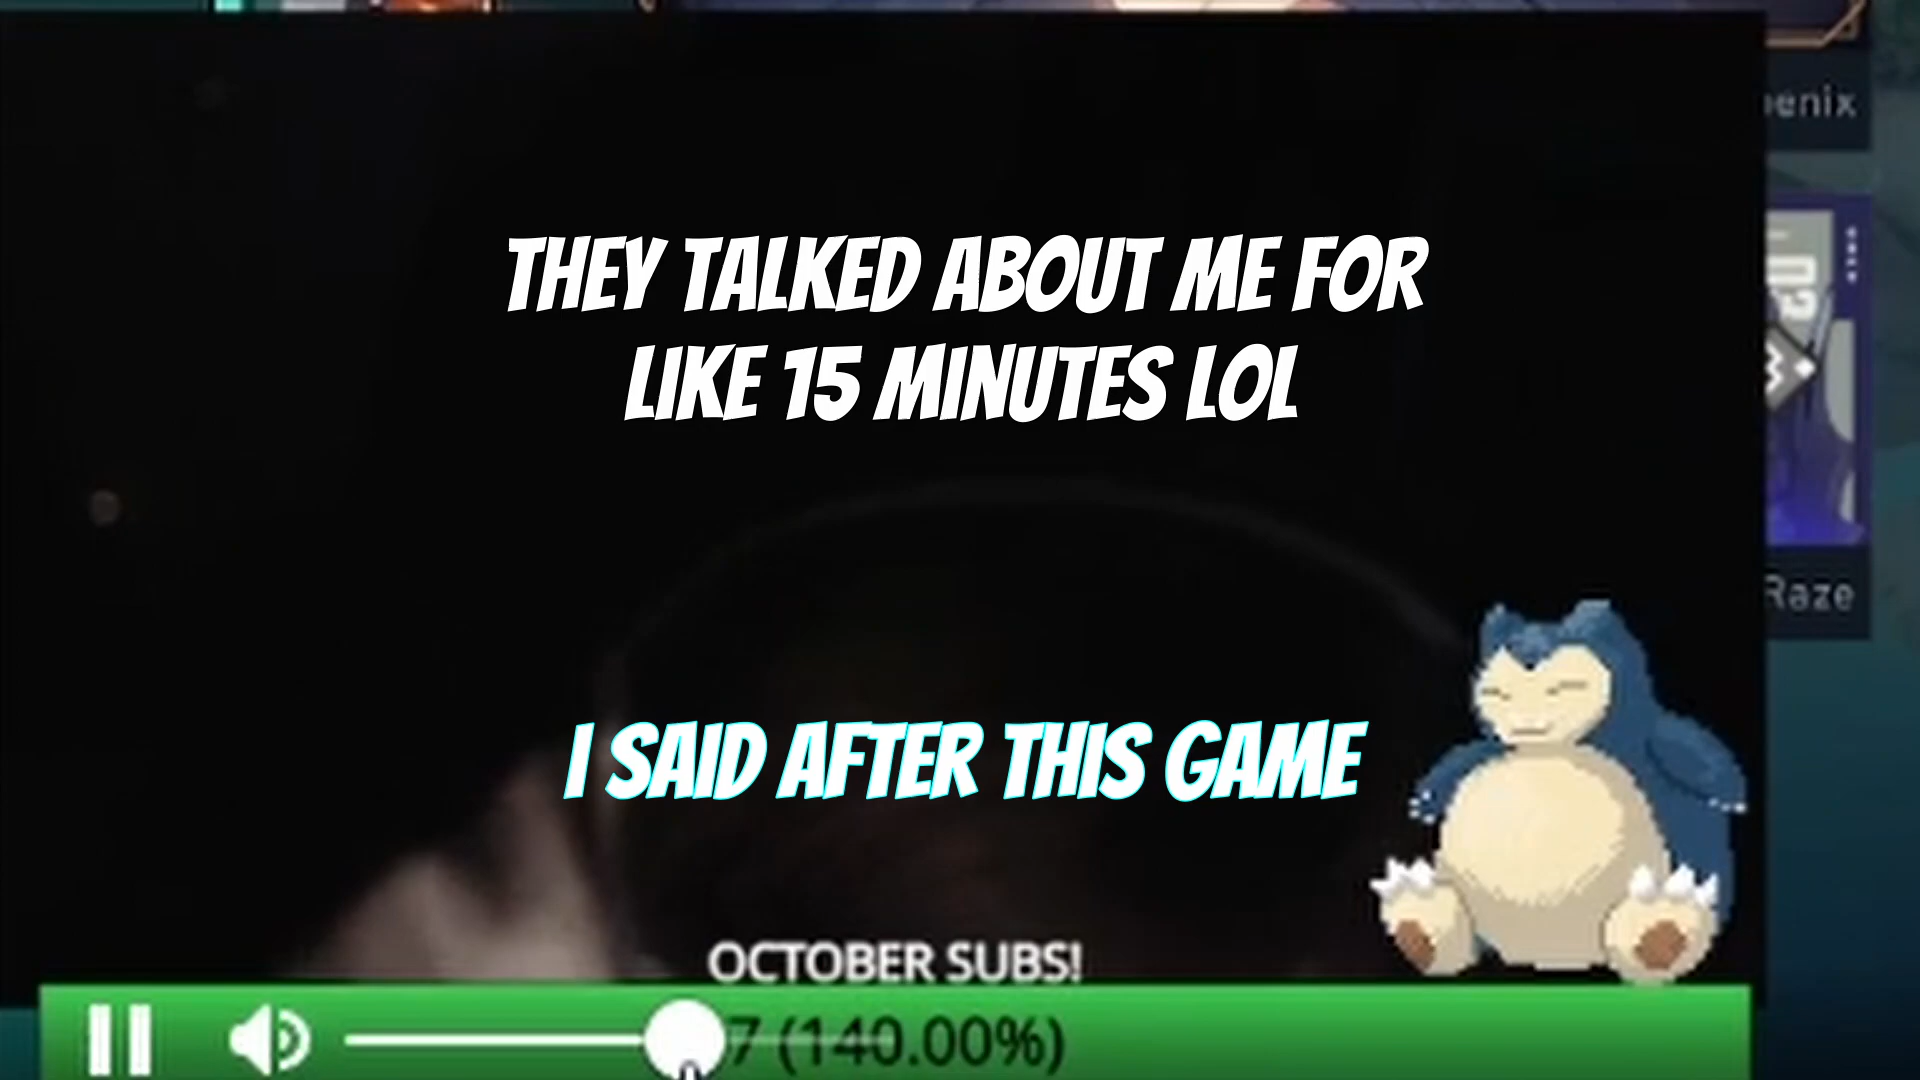 enix
THEY TALKED ABOUT ME FOR
LIKE 15 MINUTES LOL
Raze
I SAID AFTER THIS GAME
OCTOBER SUBS!
7 (140.00%)